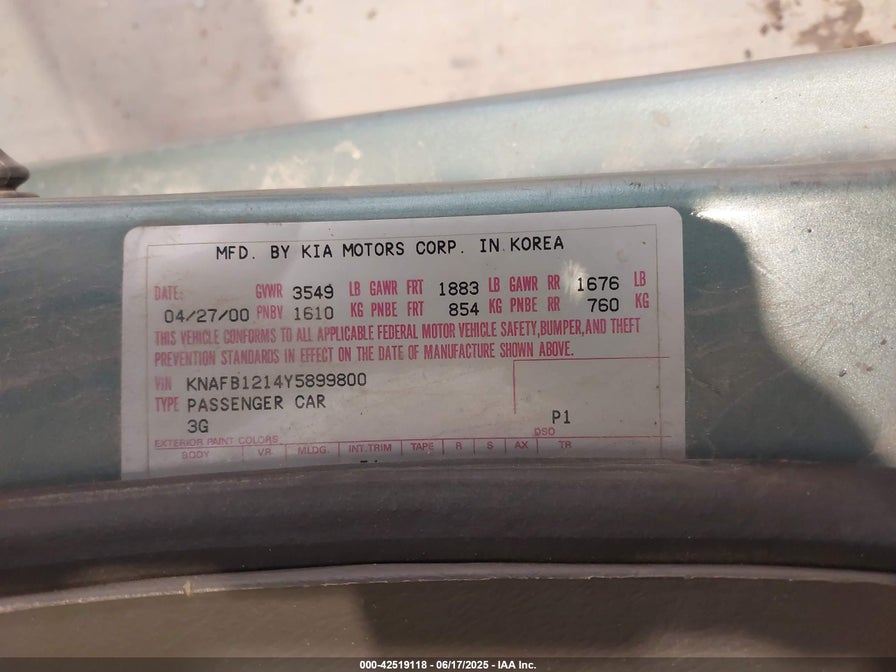 MFD. BY KIA MOTORS CORP. IN KOREA
DATE: GVWR 3549 LB GAWR FRT 1883 LB GAWR RR 1676 LB
04/27/00 PNBV 1610 KG PNBE FRT 854 KG PNBE RR 760 KG
THIS VEHICLE CONFORMS TO ALL APPLICABLE FEDERAL MOTOR VEHICLE SAFETY,BUMPER,AND THEFT
PREVENTION STANDARDS IN EFFECT ON THE DATE OF MANUFACTURE SHOWN ABOVE.
VIN KNAFB1214Y5899800
TYPE PASSENGER CAR
3G P1
EXTERIOR PAINT COLORS DSO
BODY VR MLDG. INT.TRIM TAPE R S AX TR
000-42519118 - 06/17/2025 - IAA Inc.